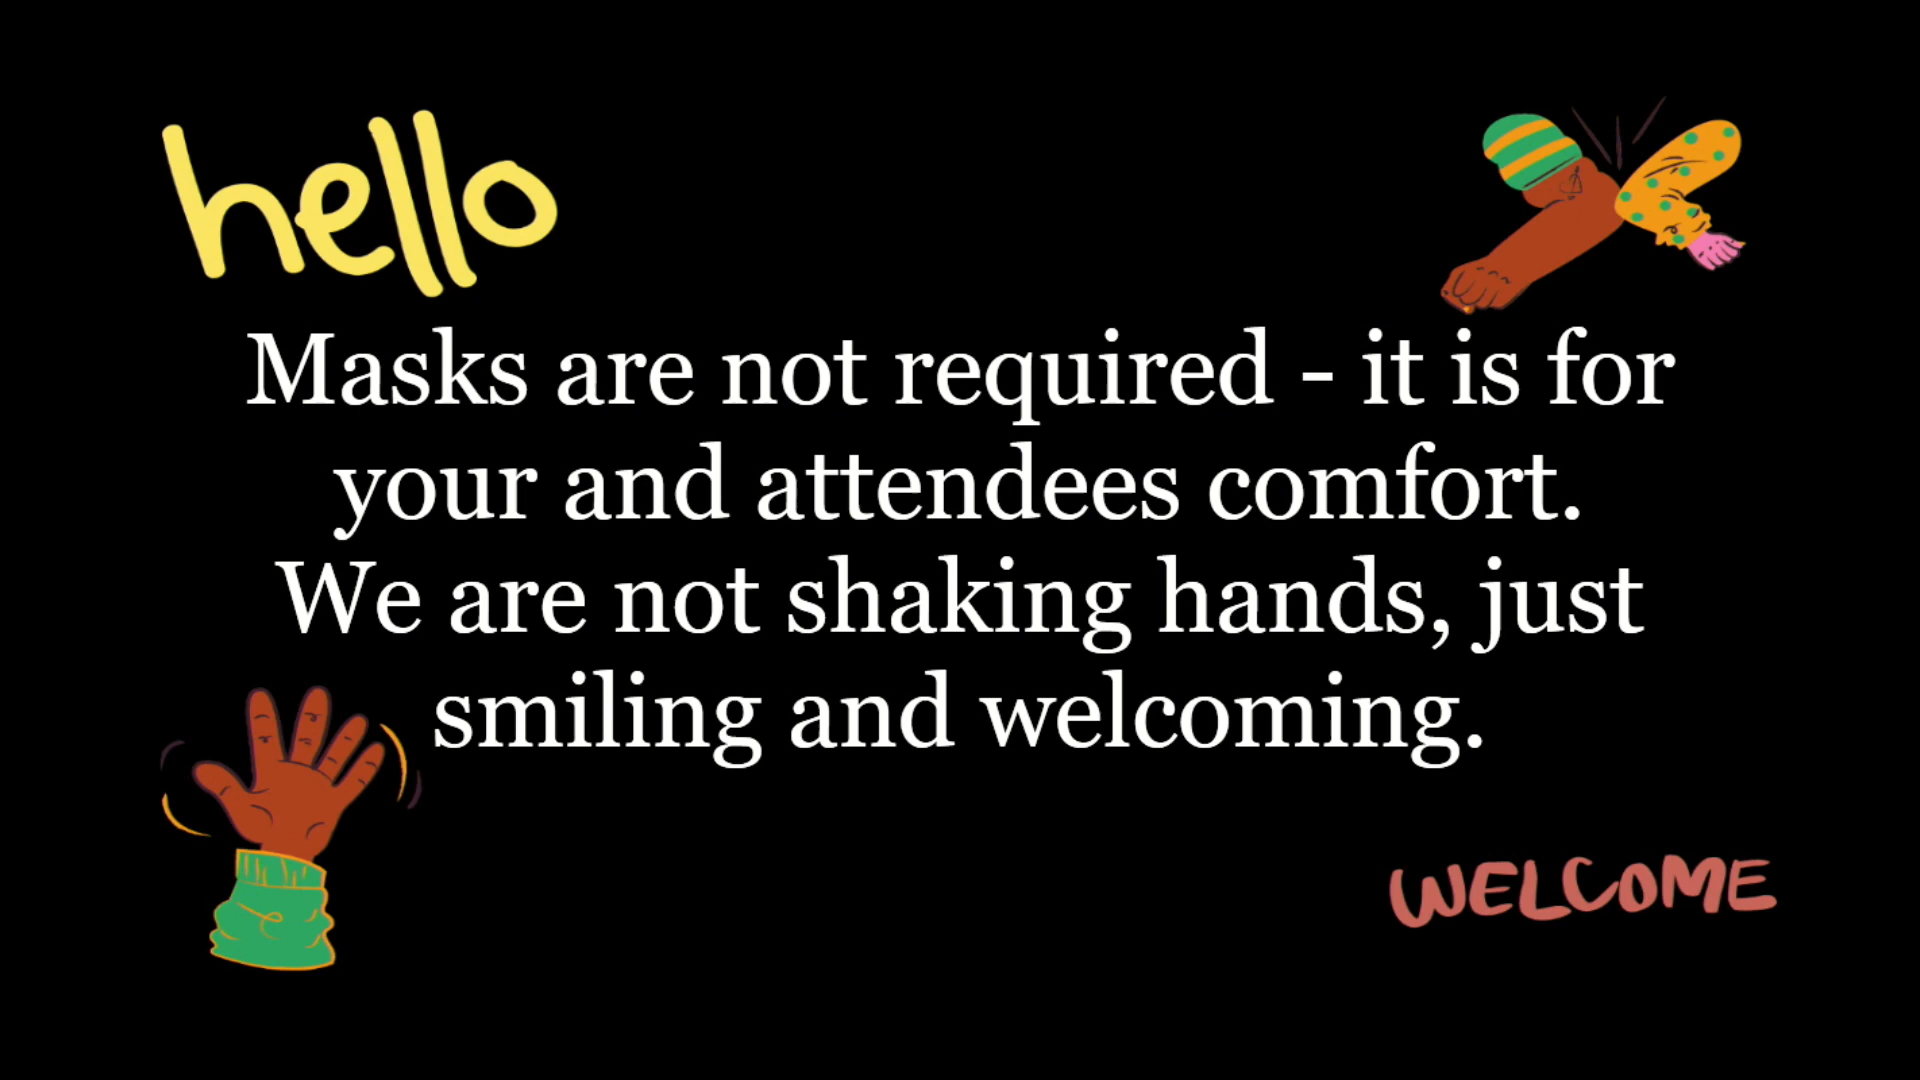 hello
Masks are not required - it is for
your and attendees comfort.
We are not shaking hands, just
smiling and welcoming.
WELCOME